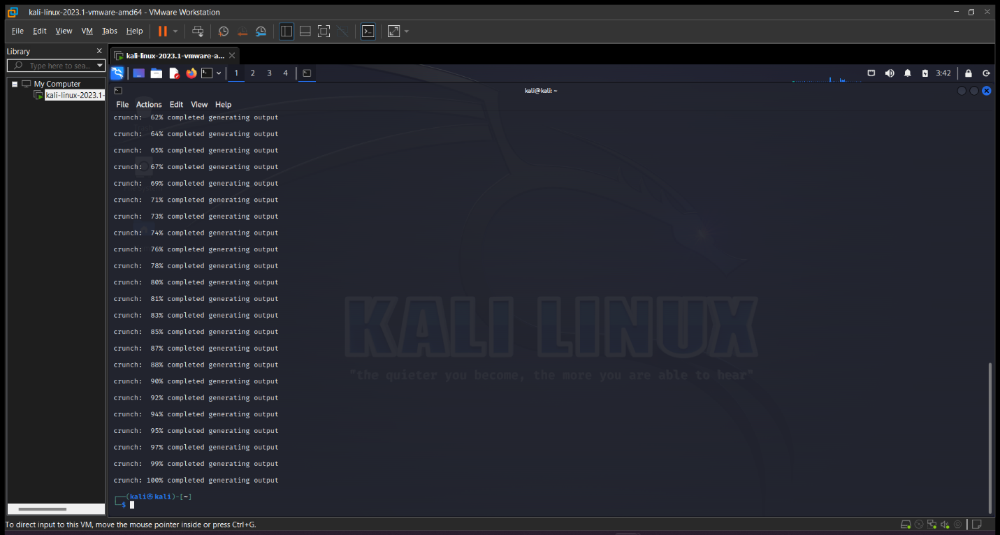 kali-linux-2023.1-vmware-amd64 - VMware Workstation
File Edit View VM Tabs Help
Library
Type here to sea...
My Computer
kali-linux-2023.1-
kali-linux-2023.1-vmware-a...
1 2 3 4
3:42
kali@kali: ~
File Actions Edit View Help
crunch:  62% completed generating output
crunch:  64% completed generating output
crunch:  65% completed generating output
crunch:  67% completed generating output
crunch:  69% completed generating output
crunch:  71% completed generating output
crunch:  73% completed generating output
crunch:  74% completed generating output
crunch:  76% completed generating output
crunch:  78% completed generating output
crunch:  80% completed generating output
crunch:  81% completed generating output
crunch:  83% completed generating output
crunch:  85% completed generating output
crunch:  87% completed generating output
crunch:  88% completed generating output
crunch:  90% completed generating output
crunch:  92% completed generating output
crunch:  94% completed generating output
crunch:  95% completed generating output
crunch:  97% completed generating output
crunch:  99% completed generating output
crunch: 100% completed generating output
┌──(kali㉿kali)-[~]
└─$
KALI LINUX
"the quieter you become, the more you are able to hear"
To direct input to this VM, move the mouse pointer inside or press Ctrl+G.